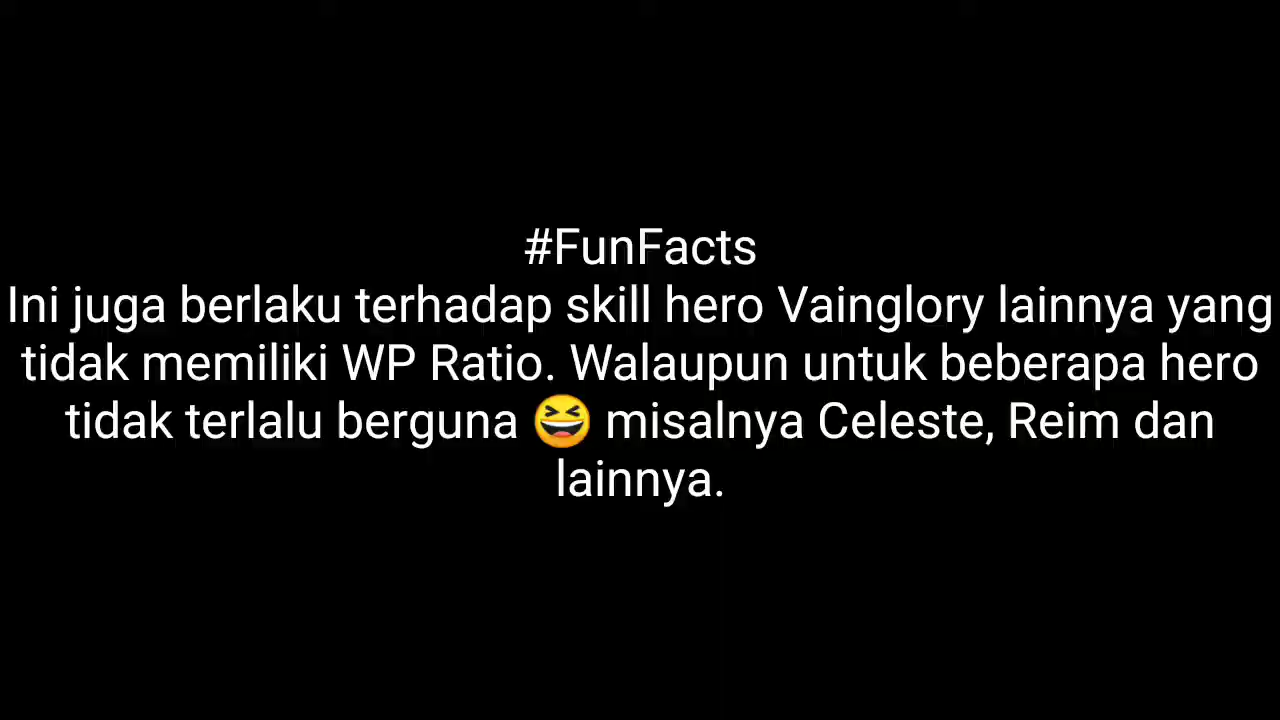 #FunFacts
Ini juga berlaku terhadap skill hero Vainglory lainnya yang
tidak memiliki WP Ratio. Walaupun untuk beberapa hero
tidak terlalu berguna 😆 misalnya Celeste, Reim dan
lainnya.